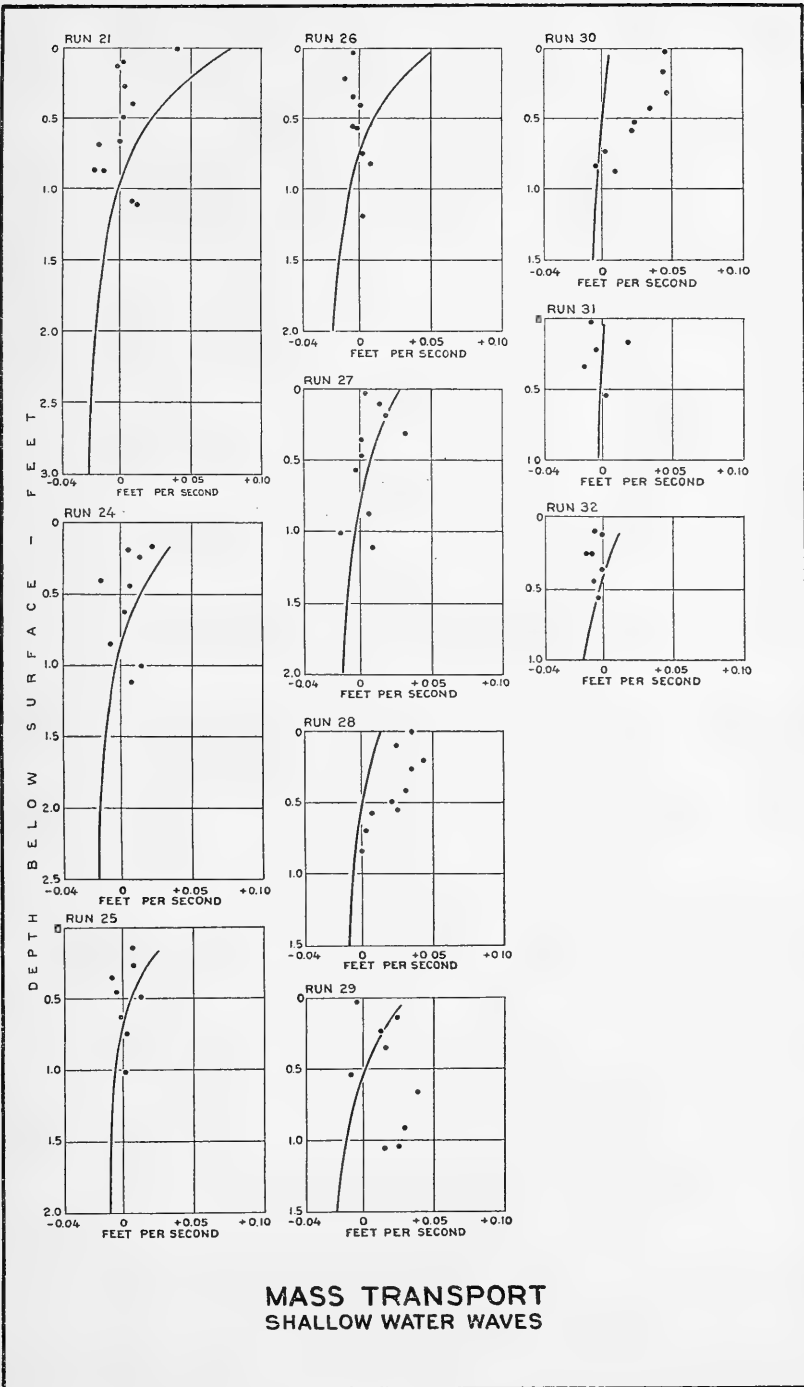 DEPTH BELOW SURFACE - FEET
RUN 21
0
0.5
1.0
1.5
2.0
2.5
3.0
-0.04 0 +0.05 +0.10
FEET PER SECOND
RUN 24
0
0.5
1.0
1.5
2.0
2.5
-0.04 0 +0.05 +0.10
FEET PER SECOND
RUN 25
0
0.5
1.0
1.5
2.0
-0.04 0 +0.05 +0.10
FEET PER SECOND
RUN 26
0
0.5
1.0
1.5
2.0
-0.04 0 +0.05 +0.10
FEET PER SECOND
RUN 27
0
0.5
1.0
1.5
2.0
-0.04 0 +0.05 +0.10
FEET PER SECOND
RUN 28
0
0.5
1.0
1.5
-0.04 0 +0.05 +0.10
FEET PER SECOND
RUN 29
0
0.5
1.0
1.5
-0.04 0 +0.05 +0.10
FEET PER SECOND
RUN 30
0
0.5
1.0
1.5
-0.04 0 +0.05 +0.10
FEET PER SECOND
RUN 31
0
0.5
1.0
-0.04 0 +0.05 +0.10
FEET PER SECOND
RUN 32
0
0.5
1.0
-0.04 0 +0.05 +0.10
FEET PER SECOND
MASS TRANSPORT
SHALLOW WATER WAVES